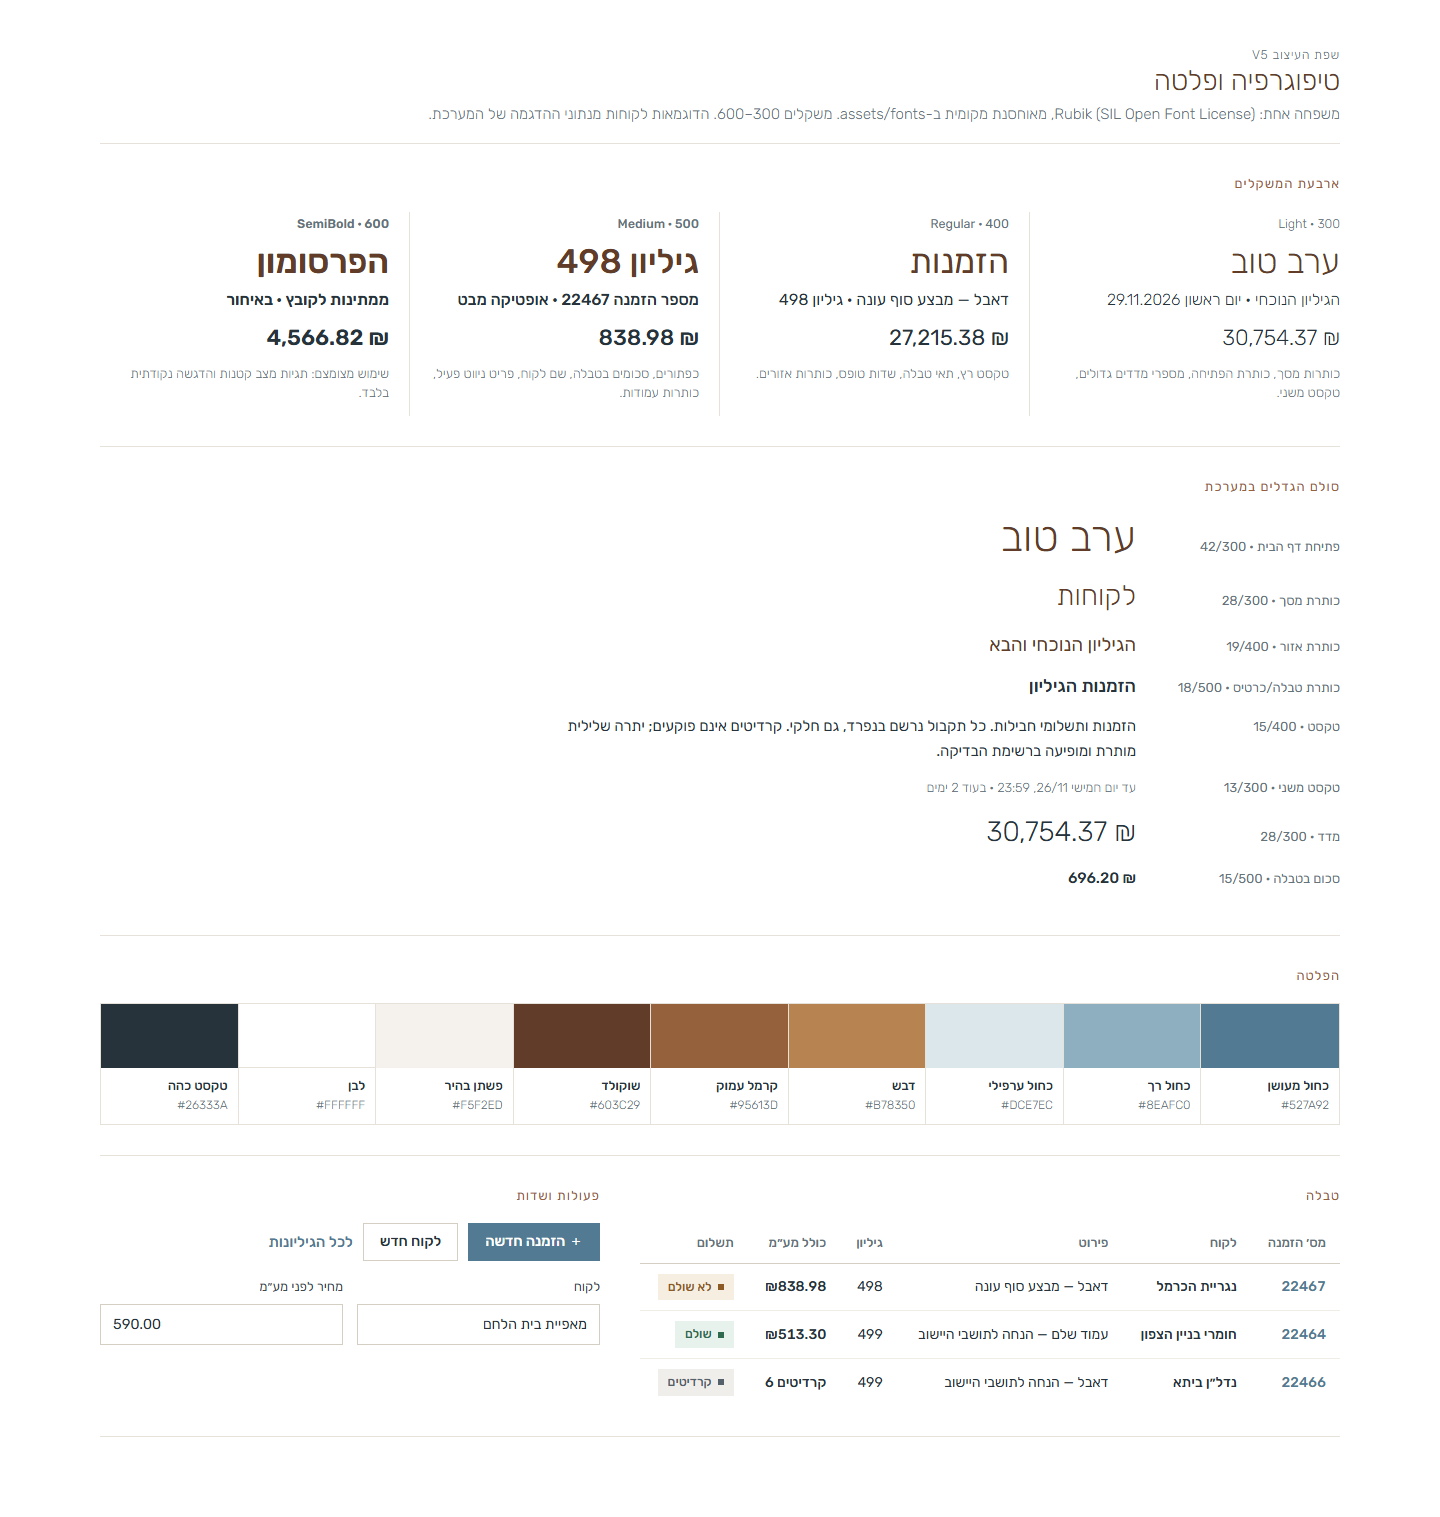 שפת העיצוב V5
טיפוגרפיה ופלטה
משפחה אחת: Rubik (SIL Open Font License), מאוחסנת מקומית ב-assets/fonts. משקלים 300–600. הדוגמאות לקוחות מנתוני ההדגמה של המערכת.
ארבעת המשקלים
Light • 300
ערב טוב
הגיליון הנוכחי • יום ראשון 29.11.2026
₪ 30,754.37
כותרות מסך, כותרת הפתיחה, מספרי מדדים גדולים,
טקסט משני.
Regular • 400
הזמנות
דאבל — מבצע סוף עונה • גיליון 498
₪ 27,215.38
טקסט רץ, תאי טבלה, שדות טופס, כותרות אזורים.
Medium • 500
גיליון 498
מספר הזמנה 22467 • אופטיקה מבט
₪ 838.98
כפתורים, סכומים בטבלה, שם לקוח, פריט ניווט פעיל,
כותרות עמודות.
SemiBold • 600
הפרסומון
ממתינות לקובץ • באיחור
₪ 4,566.82
שימוש מצומצם: תגיות מצב קטנות והדגשה נקודתית
בלבד.
סולם הגדלים במערכת
פתיחת דף הבית • 42/300
ערב טוב
כותרת מסך • 28/300
לקוחות
כותרת אזור • 19/400
הגיליון הנוכחי והבא
כותרת טבלה/כרטיס • 18/500
הזמנות הגיליון
טקסט • 15/400
הזמנות ותשלומי חבילות. כל תקבול נרשם בנפרד, גם חלקי. קרדיטים אינם פוקעים; יתרה שלילית
מותרת ומופיעה ברשימת הבדיקה.
טקסט משני • 13/300
עד יום חמישי 26/11, 23:59 • בעוד 2 ימים
מדד • 28/300
₪ 30,754.37
סכום בטבלה • 15/500
₪ 696.20
הפלטה
כחול מעושן
#527A92
כחול רך
#8EAFC0
כחול ערפילי
#DCE7EC
דבש
#B78350
קרמל עמוק
#95613D
שוקולד
#603C29
פשתן בהיר
#F5F2ED
לבן
#FFFFFF
טקסט כהה
#26333A
טבלה
מס׳ הזמנה לקוח פירוט גיליון כולל מע״מ תשלום
22467 נגריית הכרמל דאבל — מבצע סוף עונה 498 ₪838.98 לא שולם
22464 חומרי בניין הצפון עמוד שלם — הנחה לתושבי היישוב 499 ₪513.30 שולם
22466 נדל״ן ביתא דאבל — הנחה לתושבי היישוב 499 6 קרדיטים קרדיטים
פעולות ושדות
+ הזמנה חדשה
לקוח חדש
לכל הגיליונות
לקוח
מאפיית בית הלחם
מחיר לפני מע״מ
590.00